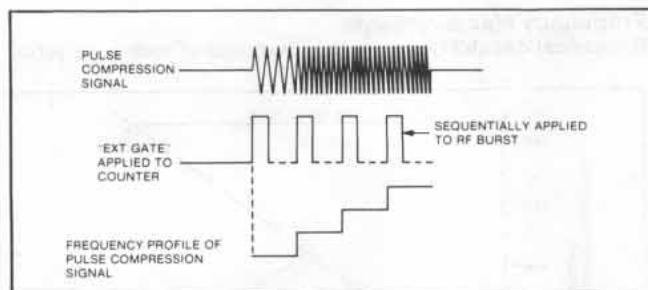 PULSE
COMPRESSION
SIGNAL
"EXT GATE"
APPLIED TO
COUNTER
SEQUENTIALLY APPLIED
TO RF BURST
FREQUENCY PROFILE OF
PULSE COMPRESSION
SIGNAL